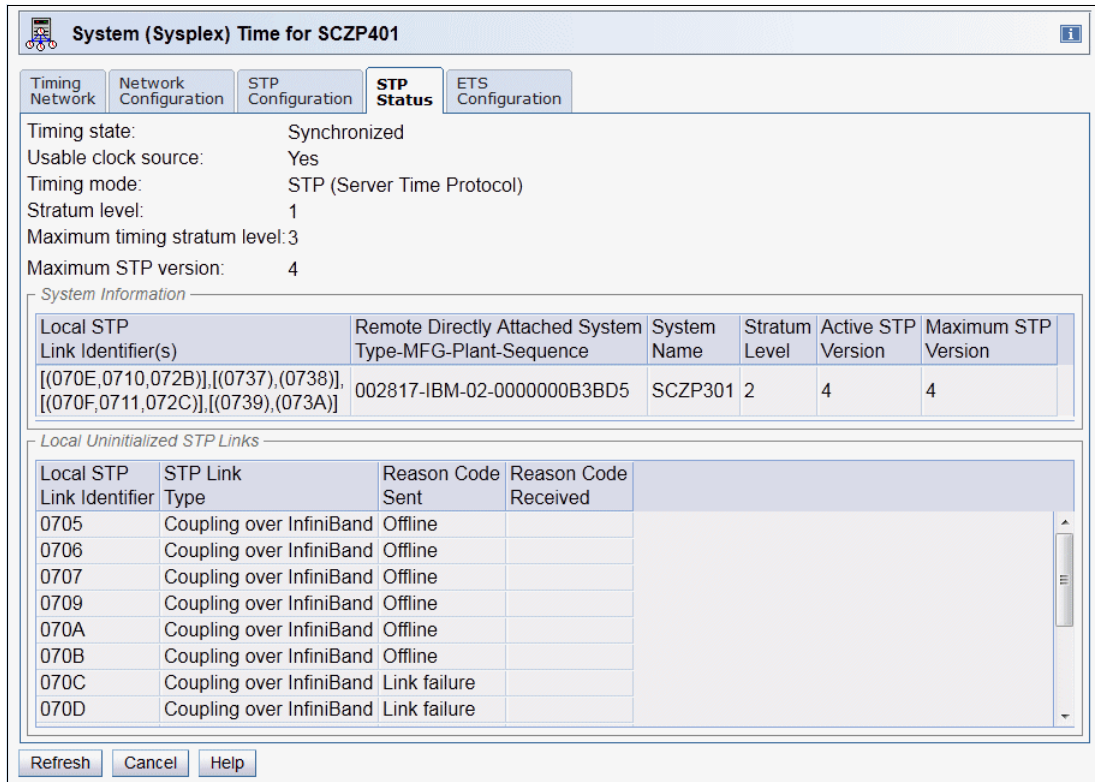 System (Sysplex) Time for SCZP401
Timing Network
Network Configuration
STP Configuration
STP Status
ETS Configuration
Timing state: Synchronized
Usable clock source: Yes
Timing mode: STP (Server Time Protocol)
Stratum level: 1
Maximum timing stratum level: 3
Maximum STP version: 4
System Information
Local STP Link Identifier(s) Remote Directly Attached System Type-MFG-Plant-Sequence System Name Stratum Level Active STP Version Maximum STP Version
[(070E,0710,072B)],[(0737),(0738)],
[(070F,0711,072C)],[(0739),(073A)] 002817-IBM-02-0000000B3BD5 SCZP301 2 4 4
Local Uninitialized STP Links
Local STP Link Identifier STP Link Type Reason Code Sent Reason Code Received
0705 Coupling over InfiniBand Offline
0706 Coupling over InfiniBand Offline
0707 Coupling over InfiniBand Offline
0709 Coupling over InfiniBand Offline
070A Coupling over InfiniBand Offline
070B Coupling over InfiniBand Offline
070C Coupling over InfiniBand Link failure
070D Coupling over InfiniBand Link failure
Refresh Cancel Help